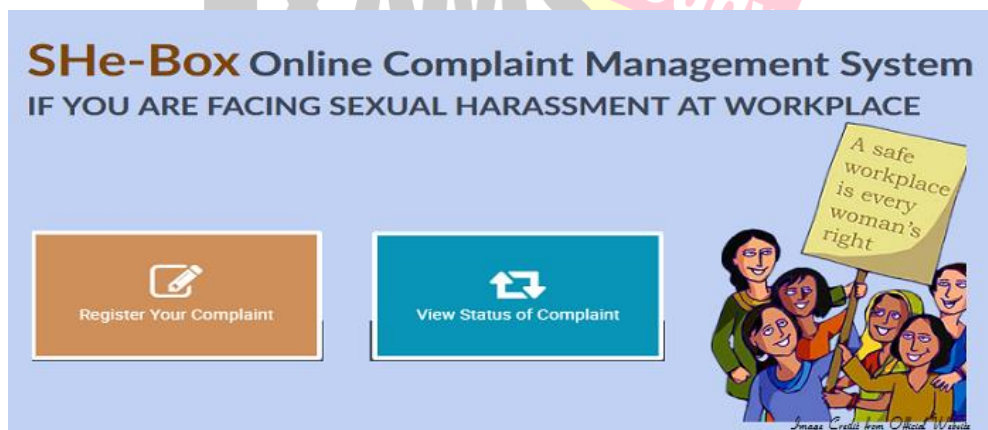 SHe-Box Online Complaint Management System
IF YOU ARE FACING SEXUAL HARASSMENT AT WORKPLACE
A safe
workplace
is every
woman's
right
Register Your Complaint
View Status of Complaint
Image Credit from Official Website